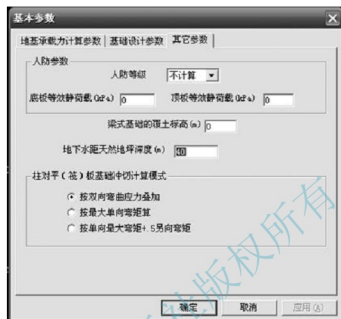 基本参数
地基承载力计算参数 基础设计参数 其它参数
人防参数
人防等级 不计算
底板等效静荷载(kPa) 0 顶板等效静荷载(kPa) 0
梁式基础的覆土标高(m) 0
地下水距天然地坪深度(m) 40
柱对平(筏)板基础冲切计算模式
按双向弯曲应力叠加
按最大单向弯矩算
按单向最大弯矩+.5另向弯矩
确定 取消 应用(A)
版权所有